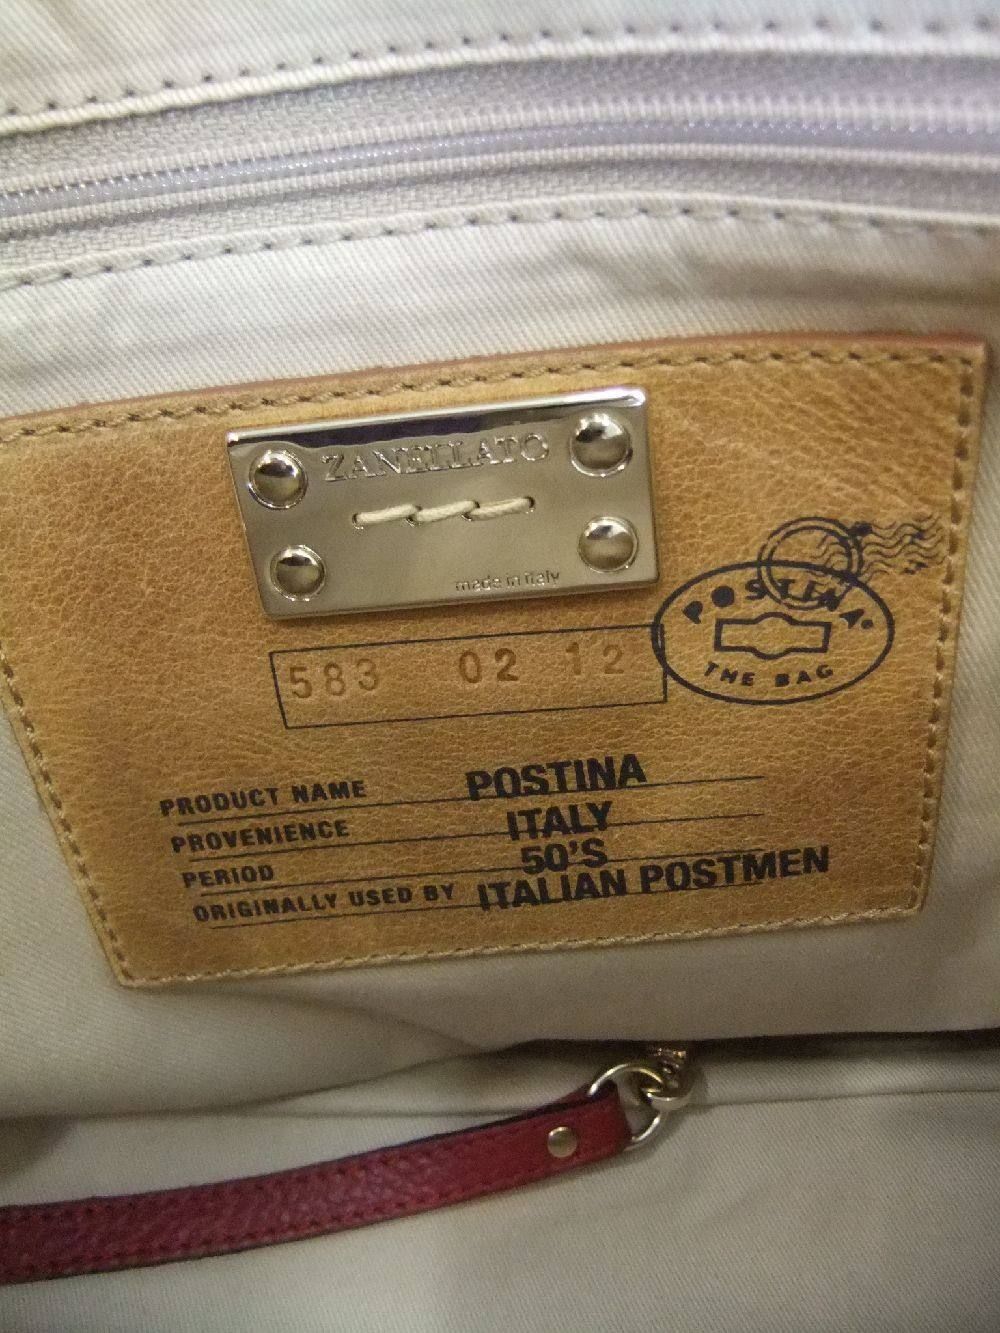 ZANELLATO
made in Italy
583 02 12
POSTINA®
THE BAG
PRODUCT NAME POSTINA
PROVENIENCE ITALY
PERIOD 50'S
ORIGINALLY USED BY ITALIAN POSTMEN